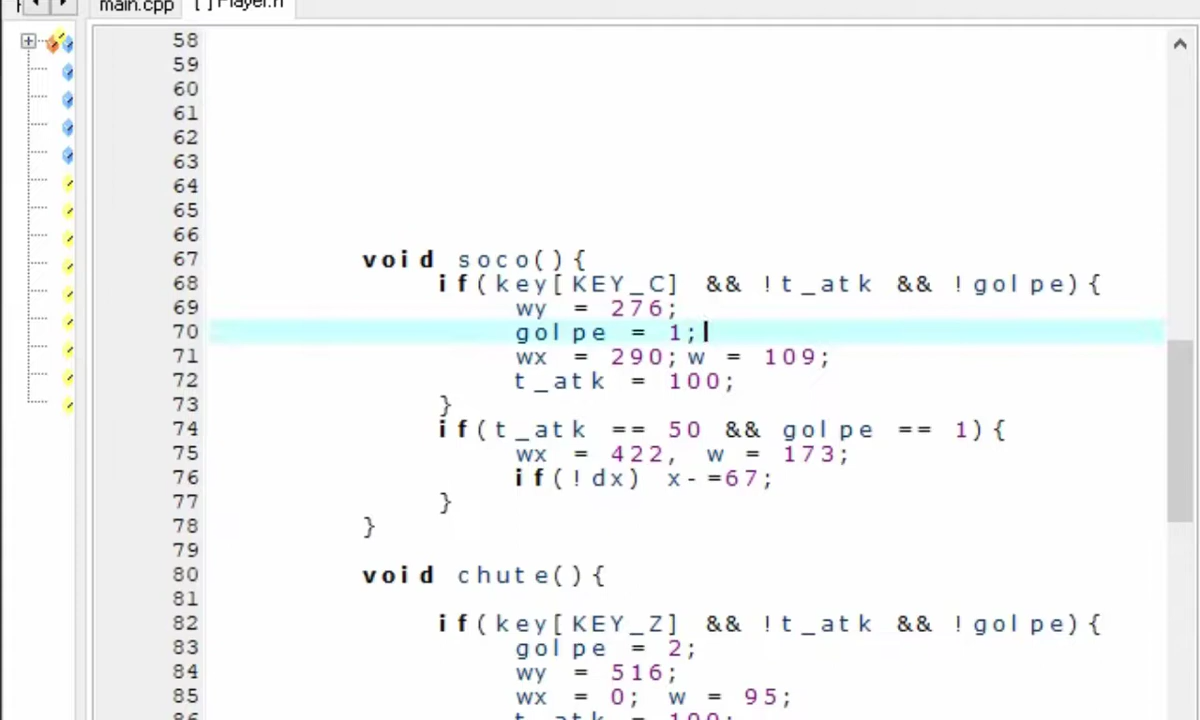 main.cpp [ ] Player.h
58
59
60
61
62
63
64
65
66
67 void soco(){
68 if(key[KEY_C] && !t_atk && !golpe){
69 wy = 276;
70 golpe = 1;
71 wx = 290; w = 109;
72 t_atk = 100;
73 }
74 if(t_atk == 50 && golpe == 1){
75 wx = 422, w = 173;
76 if(!dx) x-=67;
77 }
78 }
79
80 void chute(){
81
82 if(key[KEY_Z] && !t_atk && !golpe){
83 golpe = 2;
84 wy = 516;
85 wx = 0; w = 95;
86 t_atk = 100;